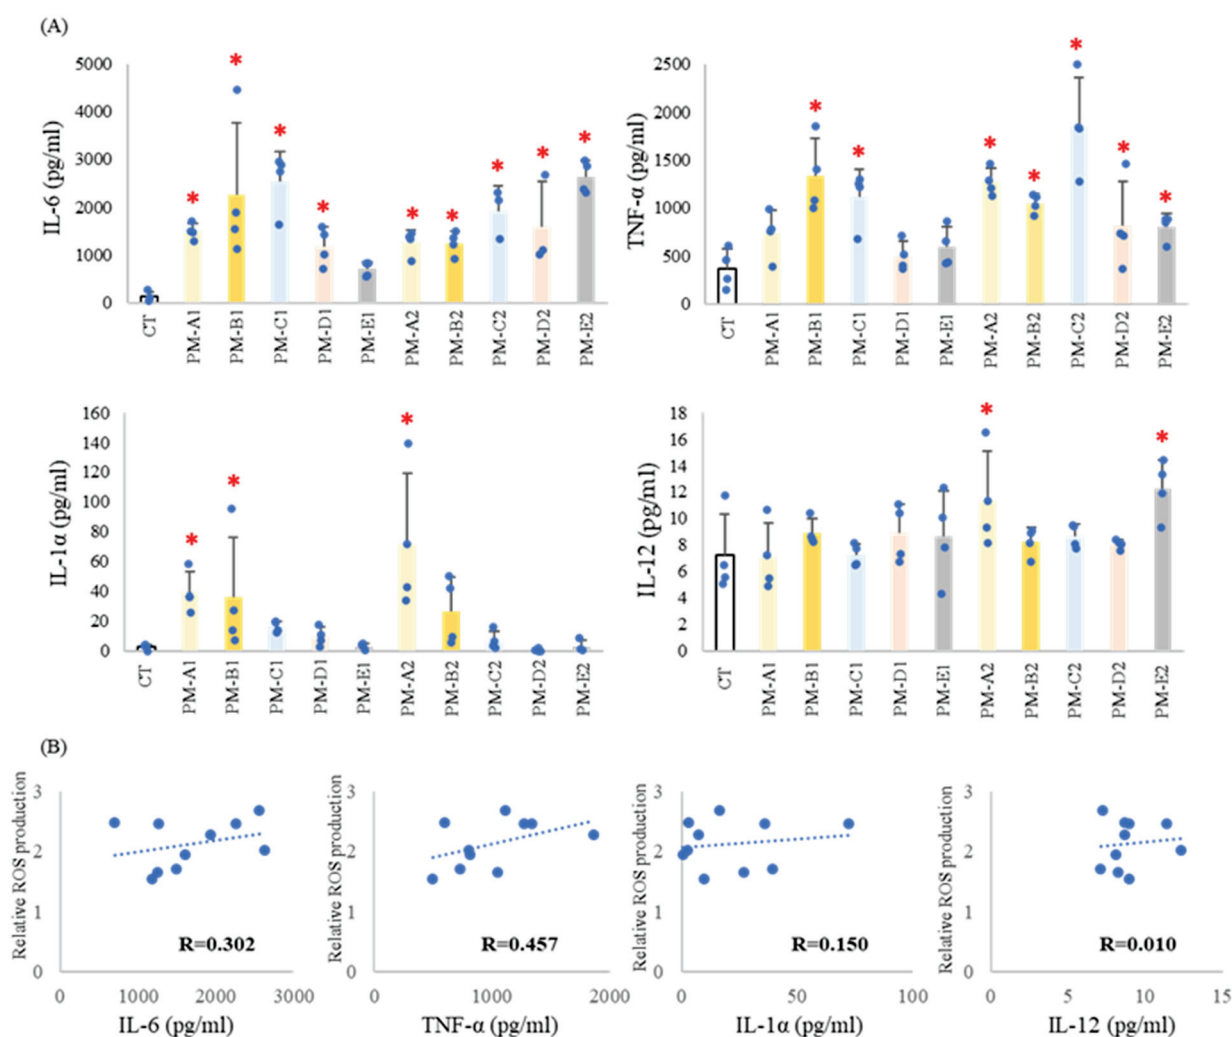 (A)
IL-6 (pg/ml)
5000
4000
3000
2000
1000
0
CT
PM-A1
PM-B1
PM-C1
PM-D1
PM-E1
PM-A2
PM-B2
PM-C2
PM-D2
PM-E2
* * * * * * * * *
TNF-α (pg/ml)
2500
2000
1500
1000
500
0
CT
PM-A1
PM-B1
PM-C1
PM-D1
PM-E1
PM-A2
PM-B2
PM-C2
PM-D2
PM-E2
* * * * * * *
IL-1α (pg/ml)
160
140
120
100
80
60
40
20
0
CT
PM-A1
PM-B1
PM-C1
PM-D1
PM-E1
PM-A2
PM-B2
PM-C2
PM-D2
PM-E2
* * *
IL-12 (pg/ml)
18
16
14
12
10
8
6
4
2
0
CT
PM-A1
PM-B1
PM-C1
PM-D1
PM-E1
PM-A2
PM-B2
PM-C2
PM-D2
PM-E2
* *
(B)
Relative ROS production
3
2
1
0
R=0.302
0 1000 2000 3000
IL-6 (pg/ml)
Relative ROS production
3
2
1
0
R=0.457
0 1000 2000
TNF-α (pg/ml)
Relative ROS production
3
2
1
0
R=0.150
0 50 100
IL-1α (pg/ml)
Relative ROS production
3
2
1
0
R=0.010
0 5 10 15
IL-12 (pg/ml)